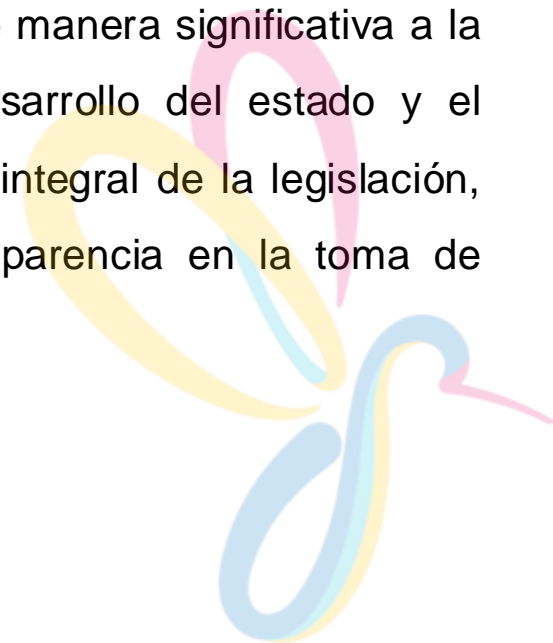 manera significativa a la
sarrollo del estado y el
integral de la legislación,
parencia en la toma de